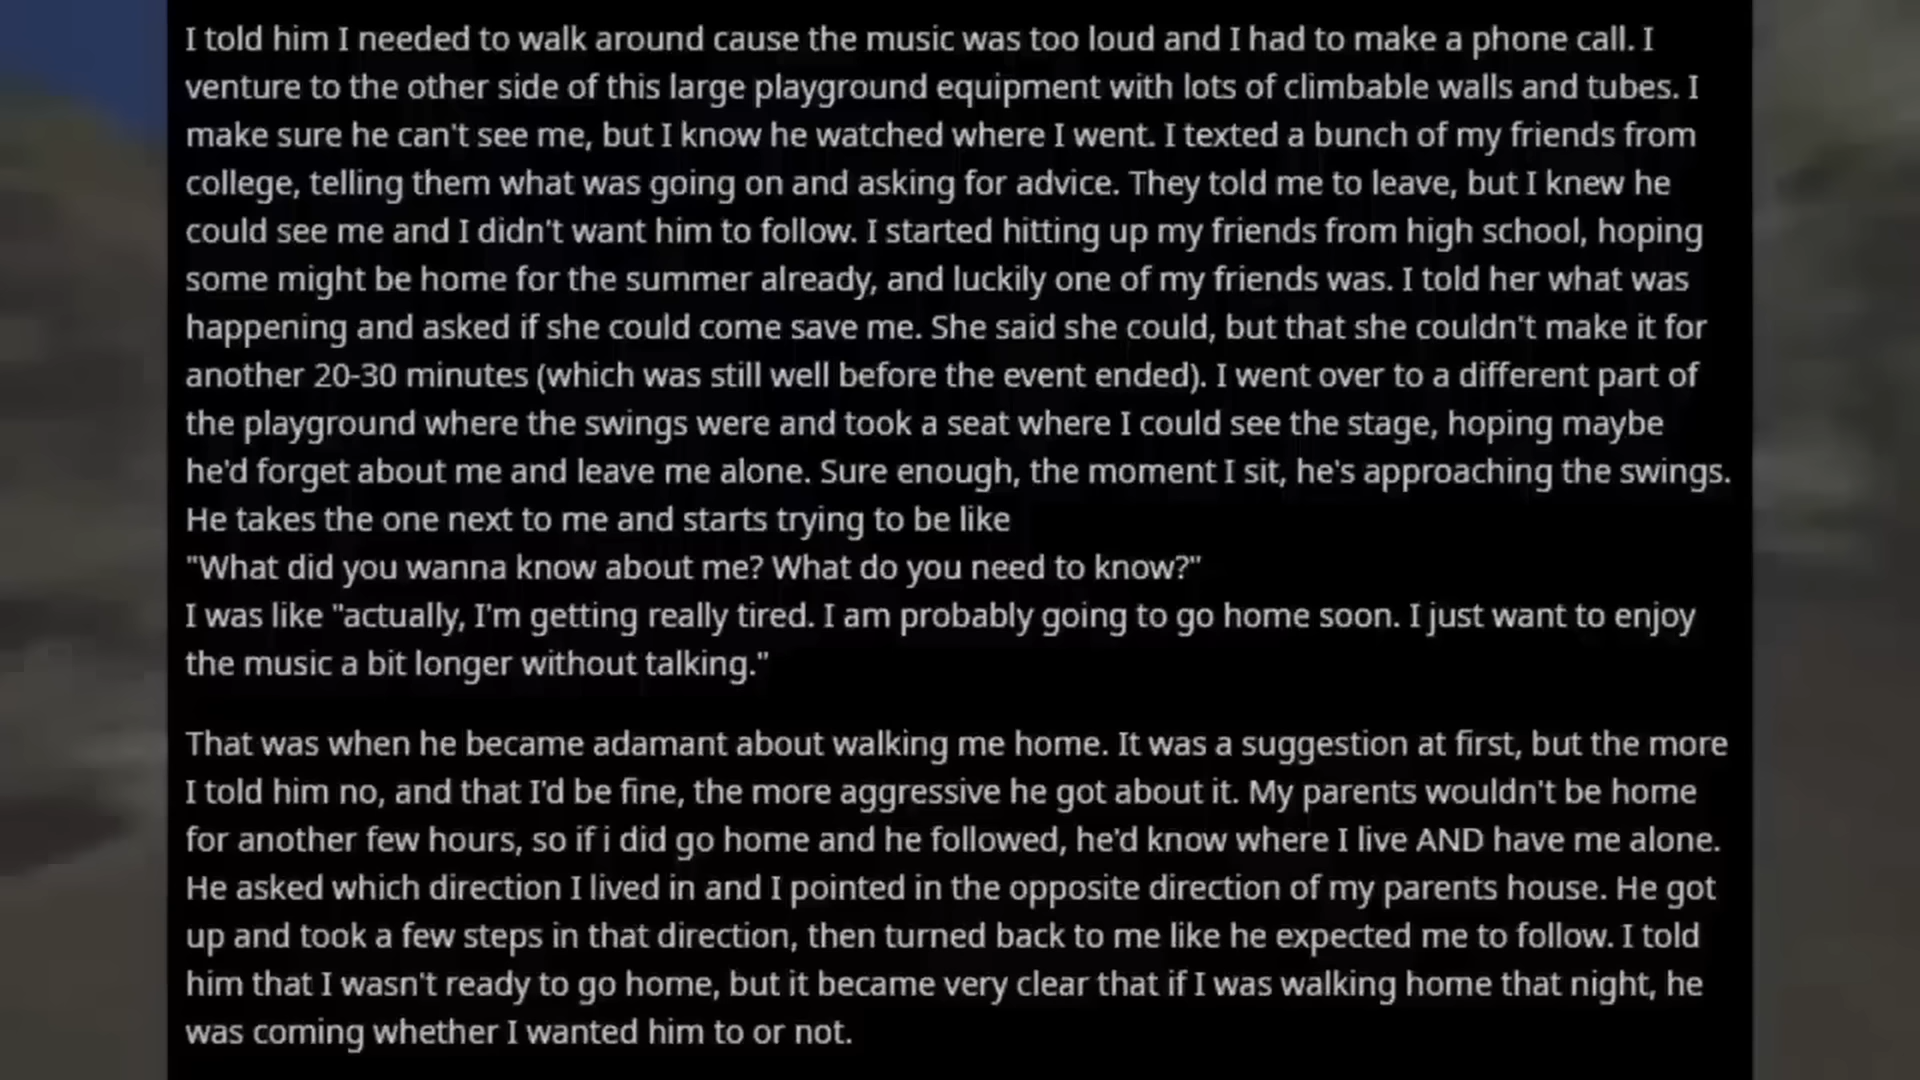 I told him I needed to walk around cause the music was too loud and I had to make a phone call. I
venture to the other side of this large playground equipment with lots of climbable walls and tubes. I
make sure he can't see me, but I know he watched where I went. I texted a bunch of my friends from
college, telling them what was going on and asking for advice. They told me to leave, but I knew he
could see me and I didn't want him to follow. I started hitting up my friends from high school, hoping
some might be home for the summer already, and luckily one of my friends was. I told her what was
happening and asked if she could come save me. She said she could, but that she couldn't make it for
another 20-30 minutes (which was still well before the event ended). I went over to a different part of
the playground where the swings were and took a seat where I could see the stage, hoping maybe
he'd forget about me and leave me alone. Sure enough, the moment I sit, he's approaching the swings.
He takes the one next to me and starts trying to be like
"What did you wanna know about me? What do you need to know?"
I was like "actually, I'm getting really tired. I am probably going to go home soon. I just want to enjoy
the music a bit longer without talking."
That was when he became adamant about walking me home. It was a suggestion at first, but the more
I told him no, and that I'd be fine, the more aggressive he got about it. My parents wouldn't be home
for another few hours, so if i did go home and he followed, he'd know where I live AND have me alone.
He asked which direction I lived in and I pointed in the opposite direction of my parents house. He got
up and took a few steps in that direction, then turned back to me like he expected me to follow. I told
him that I wasn't ready to go home, but it became very clear that if I was walking home that night, he
was coming whether I wanted him to or not.